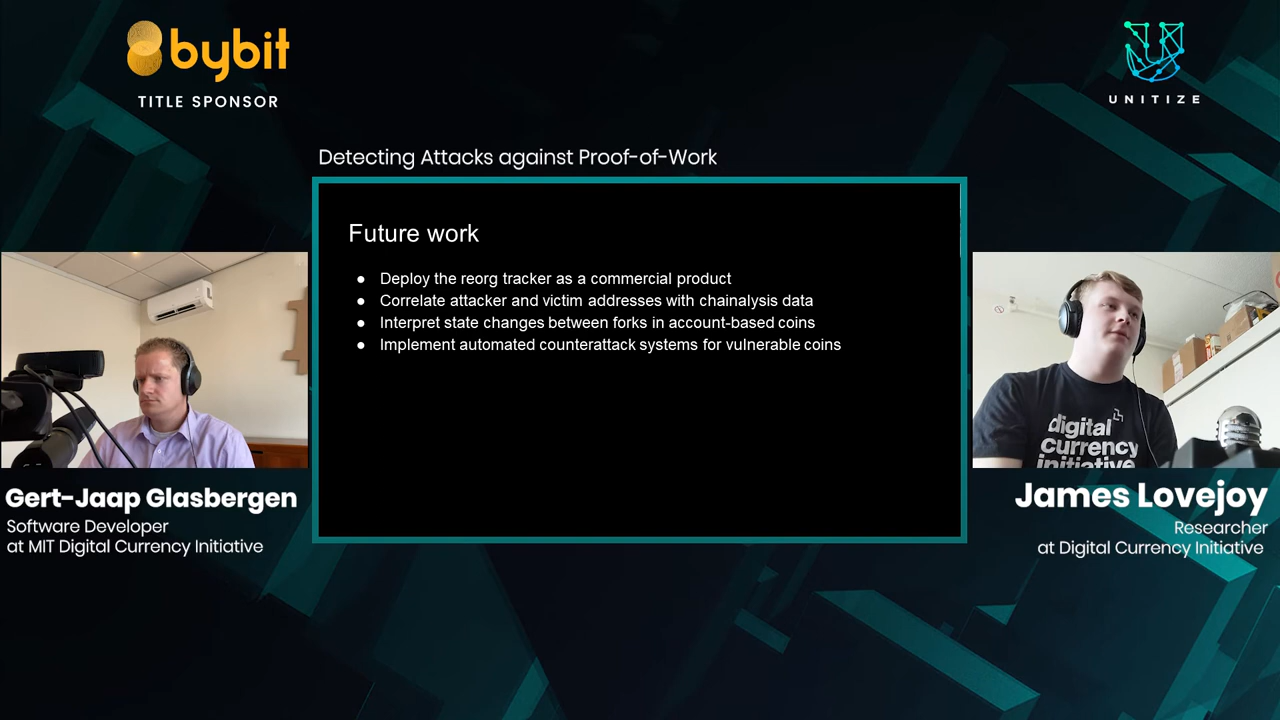 bybit
TITLE SPONSOR
UNITIZE
Detecting Attacks against Proof-of-Work
Future work
● Deploy the reorg tracker as a commercial product
● Correlate attacker and victim addresses with chainalysis data
● Interpret state changes between forks in account-based coins
● Implement automated counterattack systems for vulnerable coins
digital
currency
initiative
Gert-Jaap Glasbergen
Software Developer
at MIT Digital Currency Initiative
James Lovejoy
Researcher
at Digital Currency Initiative